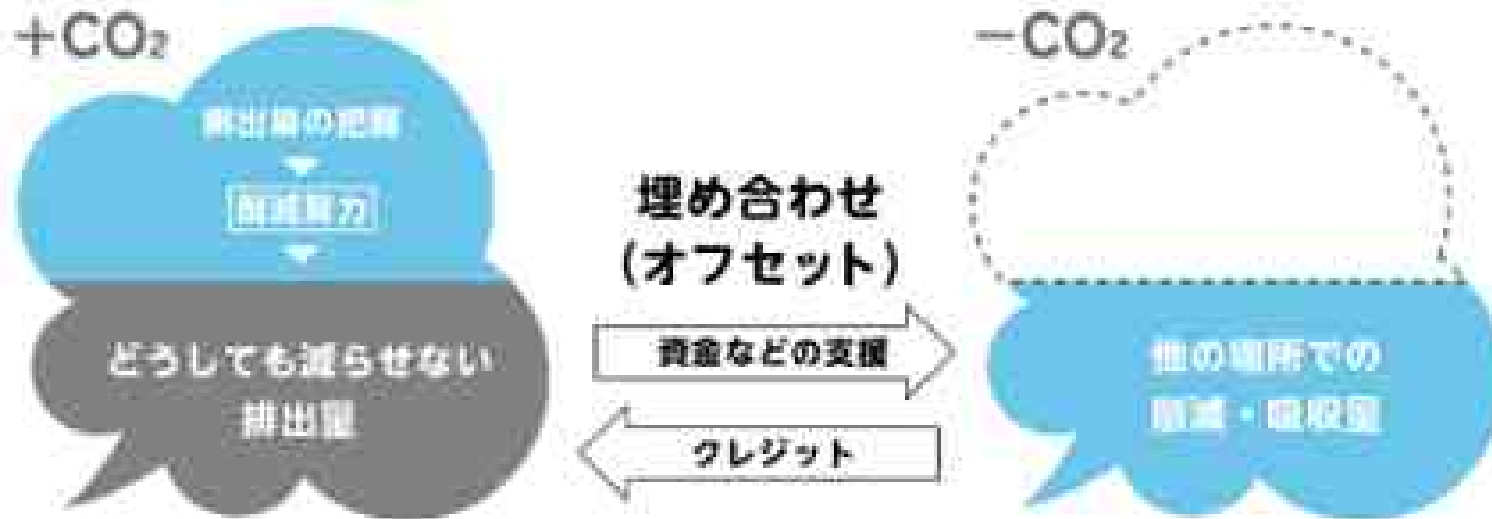 +CO₂
排出量の把握
削減努力
どうしても減らせない
排出量
埋め合わせ
(オフセット)
資金などの支援
クレジット
−CO₂
他の場所での
削減・吸収量